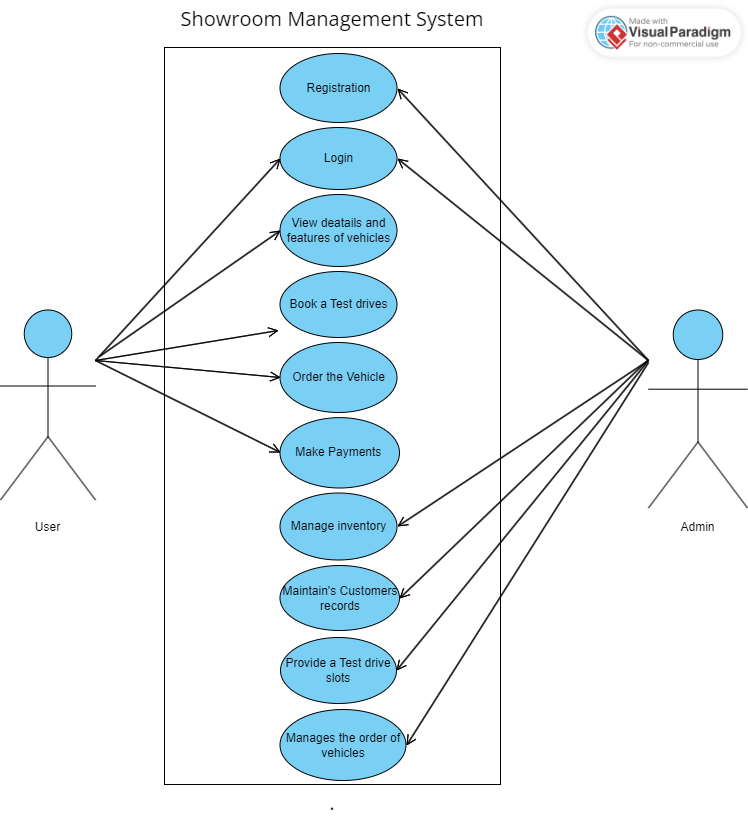 Showroom Management System
Made with
VisualParadigm
For non-commercial use
Registration
Login
View deatails and
features of vehicles
Book a Test drives
Order the Vehicle
Make Payments
Manage inventory
Maintain's Customers
records
Provide a Test drive
slots
Manages the order of
vehicles
User
Admin
.